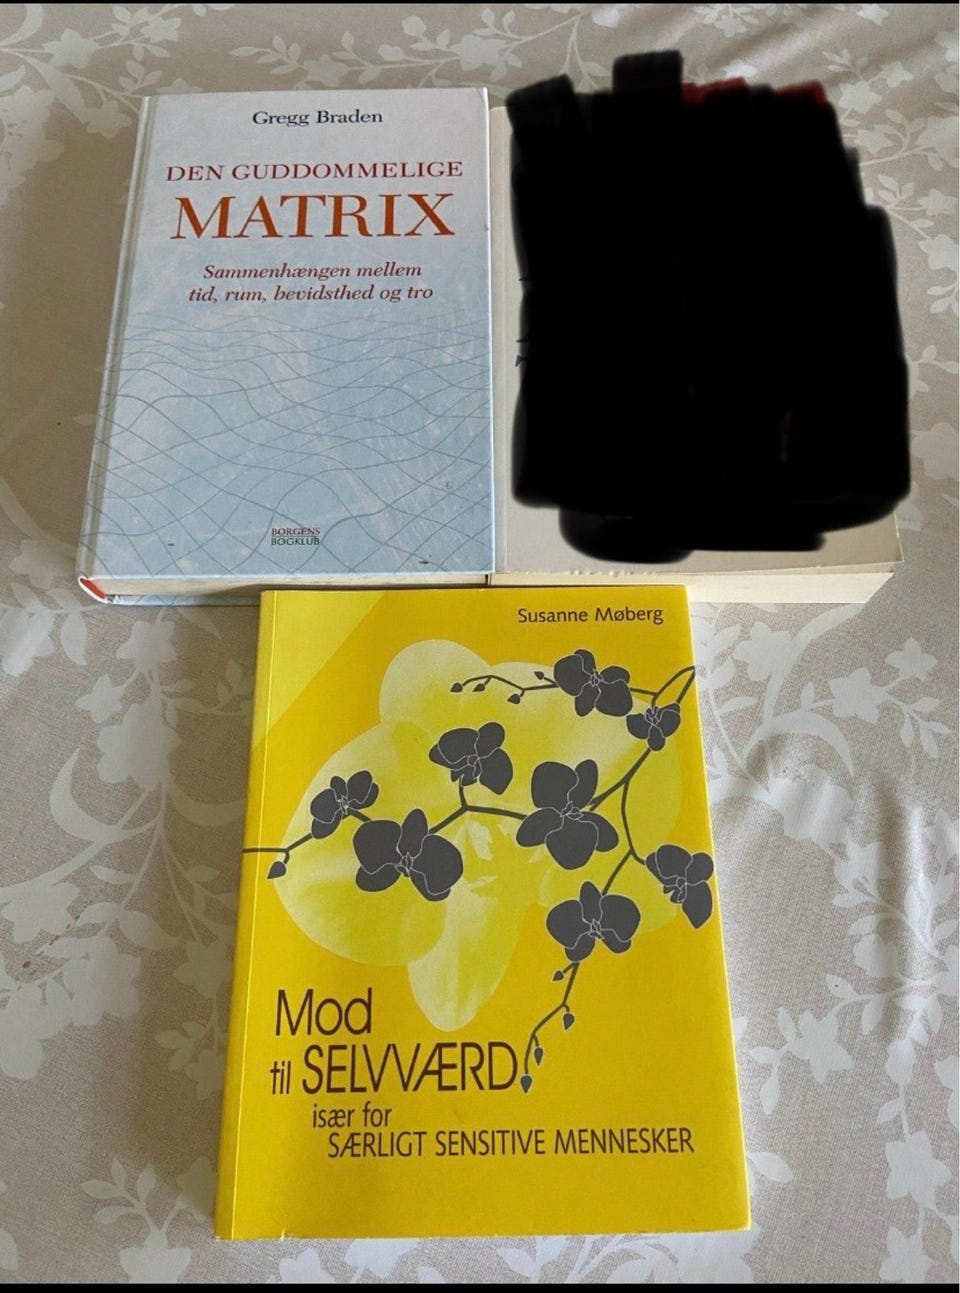 Gregg Braden
DEN GUDDOMMELIGE
MATRIX
Sammenhængen mellem
tid, rum, bevidsthed og tro
BORGENS
BOGKLUB
Susanne Møberg
Mod
til SELVVÆRD
især for
SÆRLIGT SENSITIVE MENNESKER